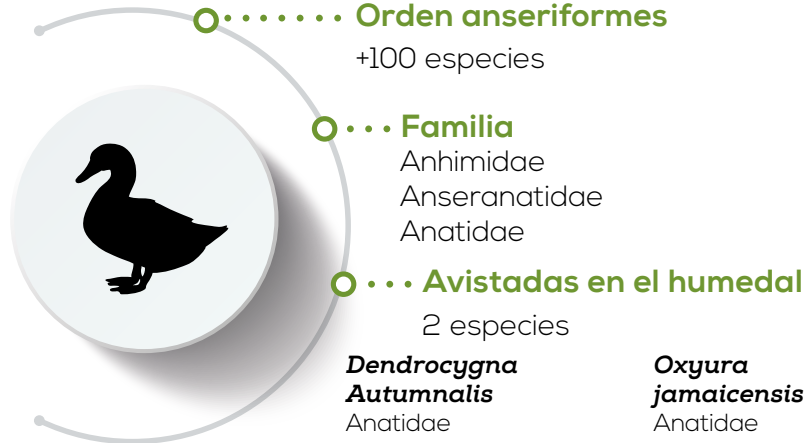 Orden anseriformes
+100 especies
Familia
Anhimidae
Anseranatidae
Anatidae
Avistadas en el humedal
2 especies
Dendrocygna
Autumnalis
Anatidae
Oxyura
jamaicensis
Anatidae